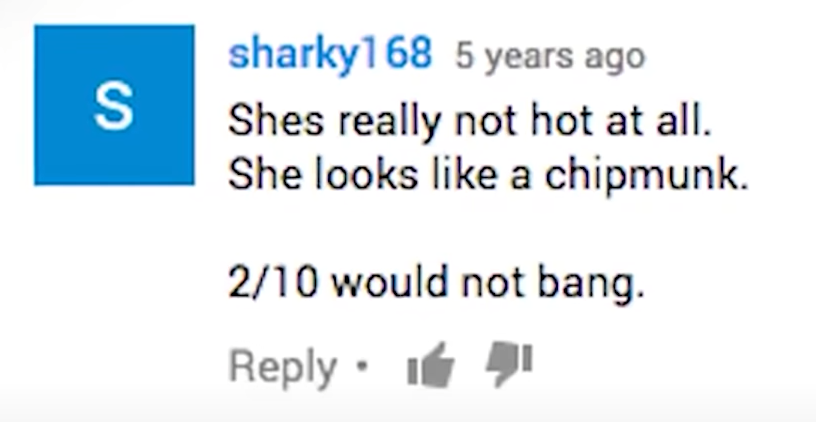 S
sharky168 5 years ago
Shes really not hot at all.
She looks like a chipmunk.
2/10 would not bang.
Reply •